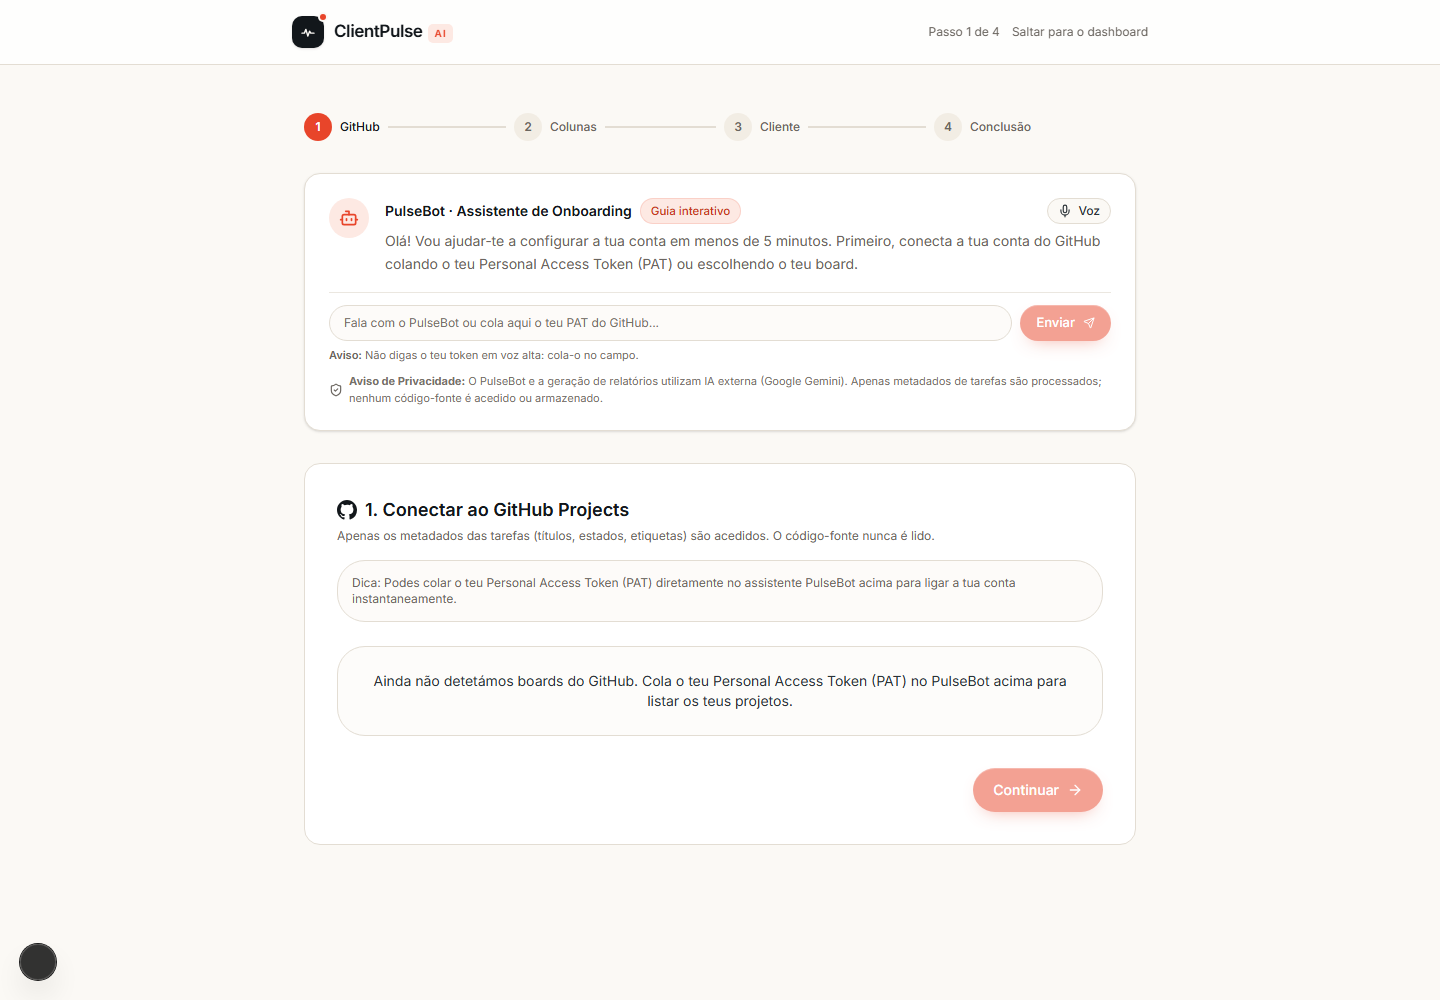 ClientPulse AI
Passo 1 de 4 Saltar para o dashboard
1 GitHub 2 Colunas 3 Cliente 4 Conclusão
PulseBot · Assistente de Onboarding Guia interativo Voz
Olá! Vou ajudar-te a configurar a tua conta em menos de 5 minutos. Primeiro, conecta a tua conta do GitHub
colando o teu Personal Access Token (PAT) ou escolhendo o teu board.
Fala com o PulseBot ou cola aqui o teu PAT do GitHub... Enviar
Aviso: Não digas o teu token em voz alta: cola-o no campo.
Aviso de Privacidade: O PulseBot e a geração de relatórios utilizam IA externa (Google Gemini). Apenas metadados de tarefas são processados;
nenhum código-fonte é acedido ou armazenado.
1. Conectar ao GitHub Projects
Apenas os metadados das tarefas (títulos, estados, etiquetas) são acedidos. O código-fonte nunca é lido.
Dica: Podes colar o teu Personal Access Token (PAT) diretamente no assistente PulseBot acima para ligar a tua conta
instantaneamente.
Ainda não detetámos boards do GitHub. Cola o teu Personal Access Token (PAT) no PulseBot acima para
listar os teus projetos.
Continuar